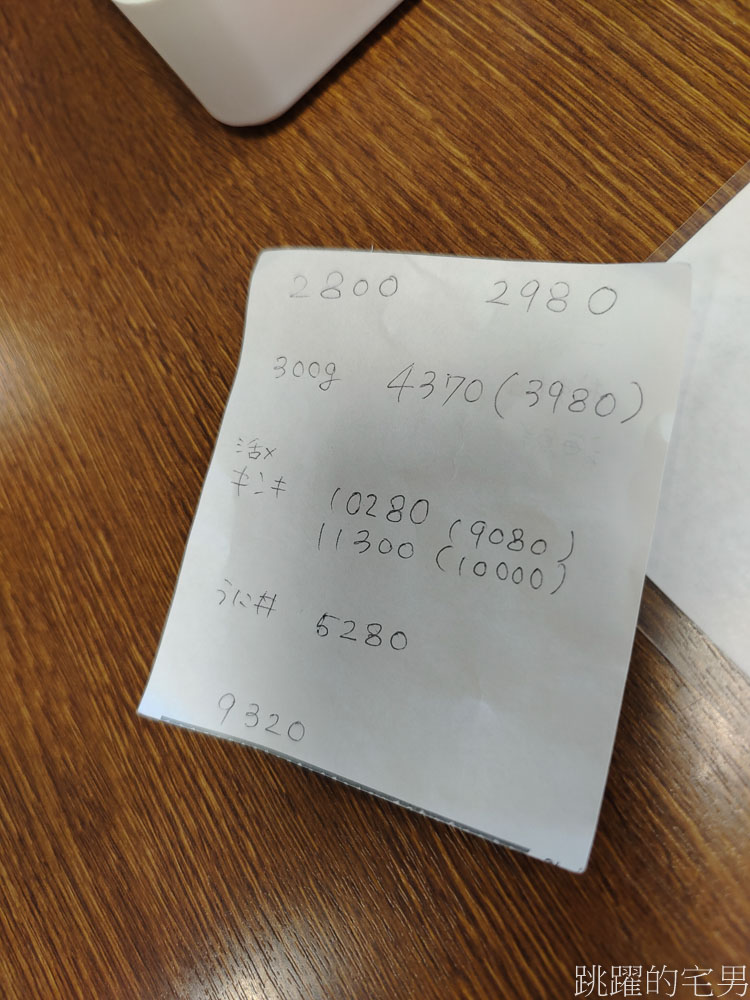 2800 2980
300g 4370(3980)
活〆
キンキ 10280 (9080)
11300 (10000)
うに丼 5280
9320
跳躍的宅男